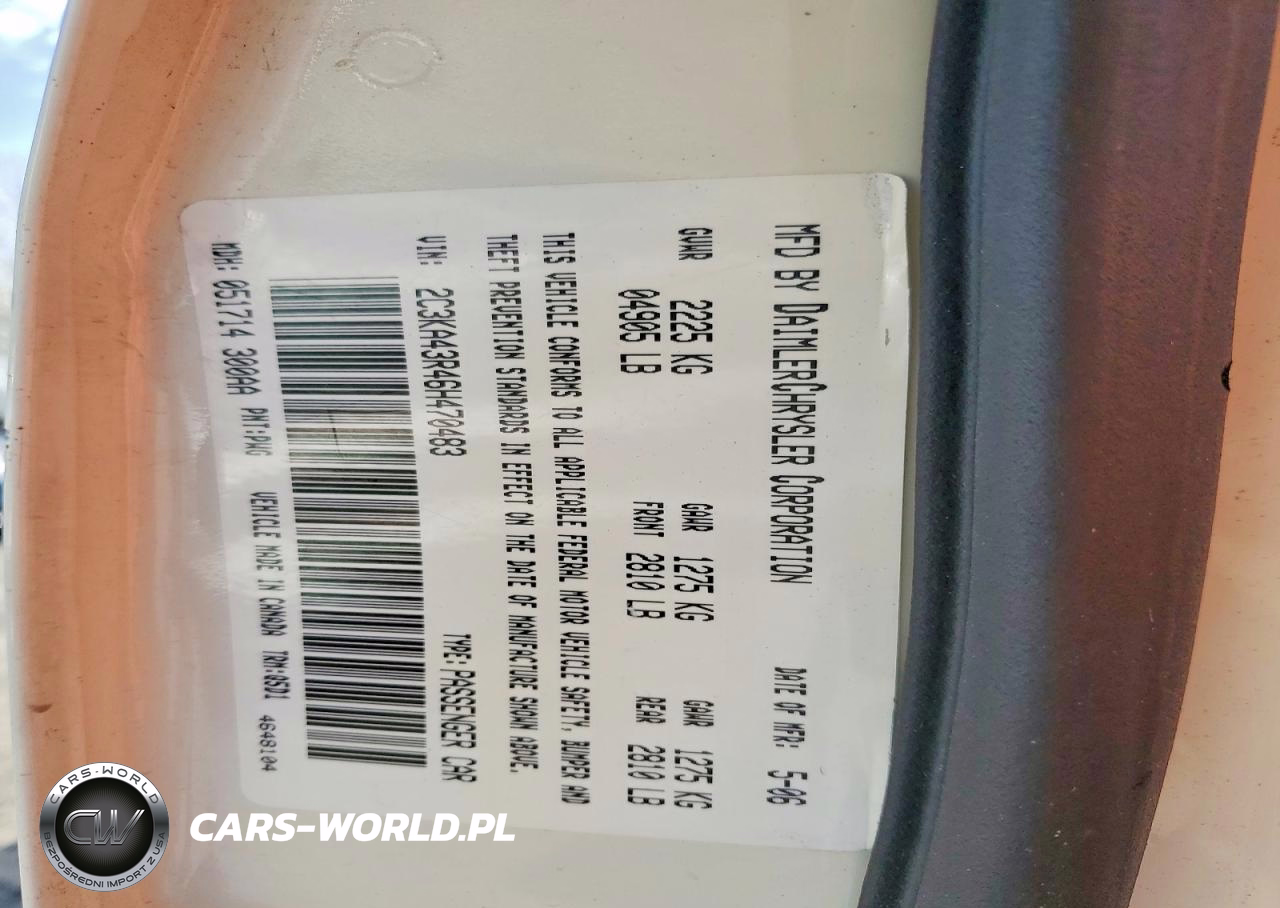 MFD BY DAIMLERCHRYSLER CORPORATION DATE OF MFR: 5-06
GVWR 2225 KG GAWR 1275 KG GAWR 1275 KG
04905 LB FRONT 2810 LB REAR 2810 LB
THIS VEHICLE CONFORMS TO ALL APPLICABLE FEDERAL MOTOR VEHICLE SAFETY, BUMPER AND
THEFT PREVENTION STANDARDS IN EFFECT ON THE DATE OF MANUFACTURE SHOWN ABOVE.
VIN: 2C3KA43R46H470483 TYPE: PASSENGER CAR
MDH: 051714 300AA PNT: PWG VEHICLE MADE IN CANADA TRM: 4648104
CARS-WORLD
CW
BEZPOŚREDNI IMPORT Z USA
CARS-WORLD.PL